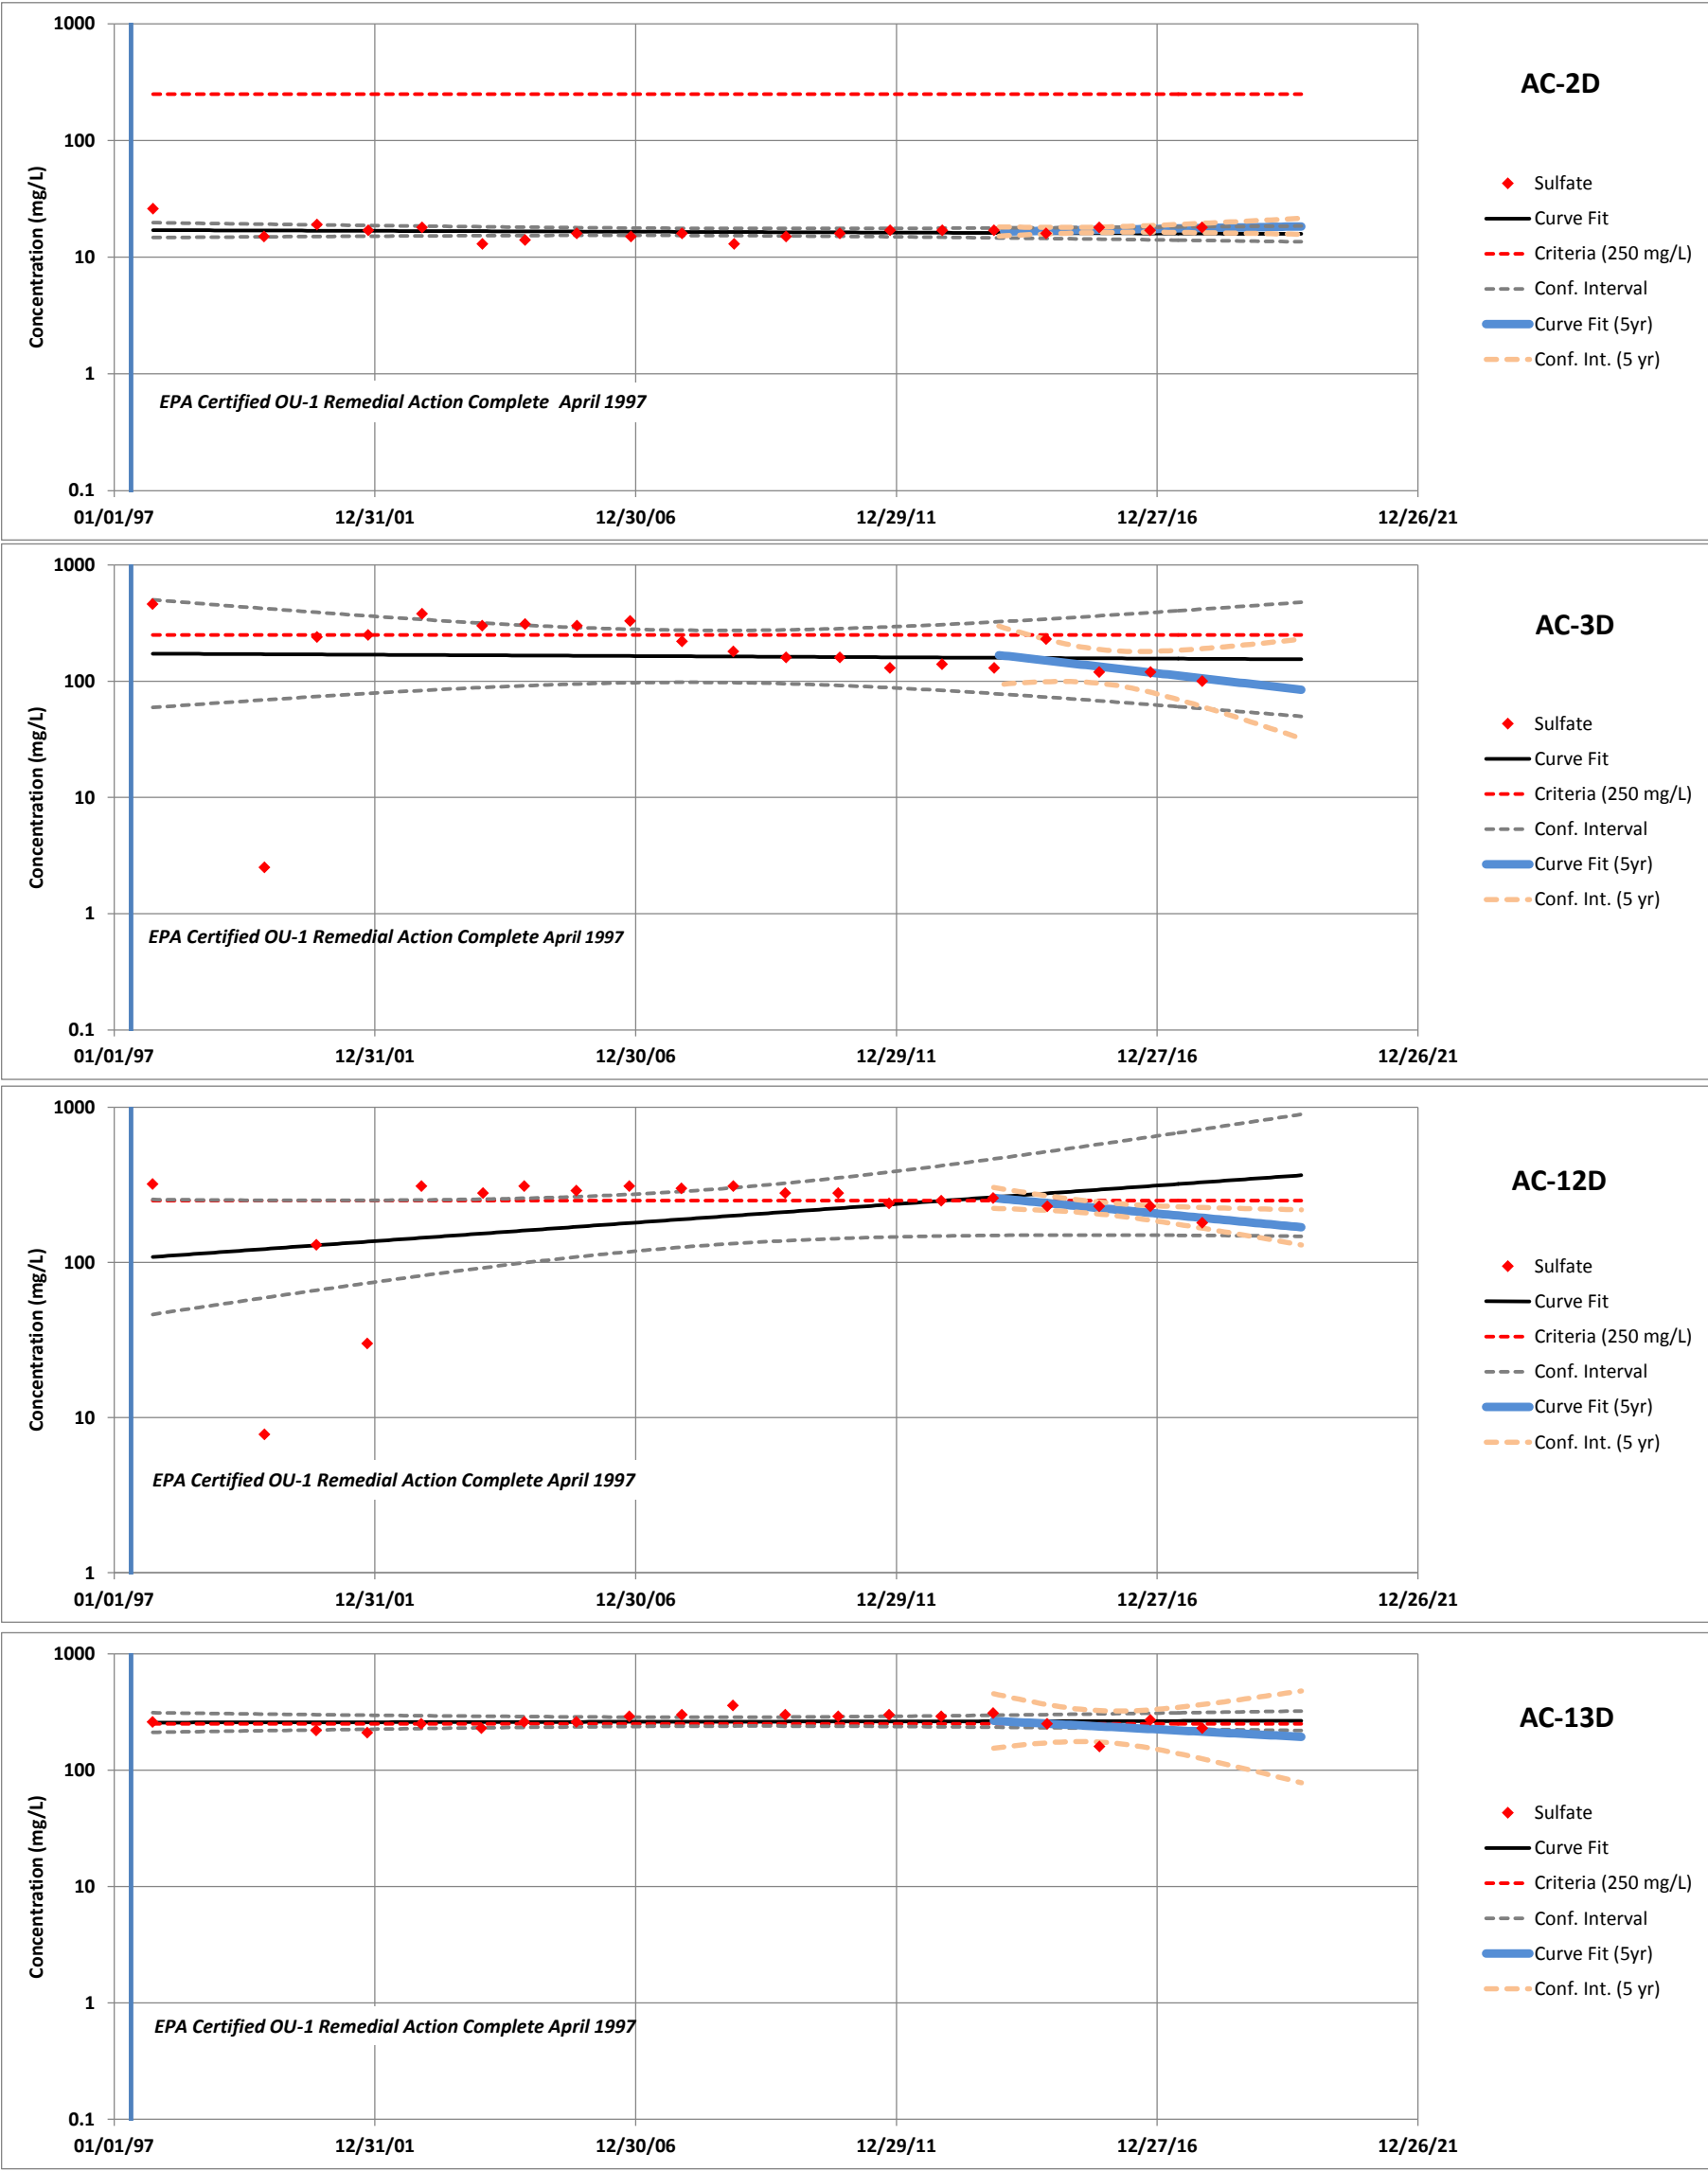 AC-2D
Concentration (mg/L)
1000
100
10
1
0.1
01/01/97 12/31/01 12/30/06 12/29/11 12/27/16 12/26/21
EPA Certified OU-1 Remedial Action Complete April 1997
Sulfate
Curve Fit
Criteria (250 mg/L)
Conf. Interval
Curve Fit (5yr)
Conf. Int. (5 yr)
AC-3D
Concentration (mg/L)
1000
100
10
1
0.1
01/01/97 12/31/01 12/30/06 12/29/11 12/27/16 12/26/21
EPA Certified OU-1 Remedial Action Complete April 1997
Sulfate
Curve Fit
Criteria (250 mg/L)
Conf. Interval
Curve Fit (5yr)
Conf. Int. (5 yr)
AC-12D
Concentration (mg/L)
1000
100
10
1
01/01/97 12/31/01 12/30/06 12/29/11 12/27/16 12/26/21
EPA Certified OU-1 Remedial Action Complete April 1997
Sulfate
Curve Fit
Criteria (250 mg/L)
Conf. Interval
Curve Fit (5yr)
Conf. Int. (5 yr)
AC-13D
Concentration (mg/L)
1000
100
10
1
0.1
01/01/97 12/31/01 12/30/06 12/29/11 12/27/16 12/26/21
EPA Certified OU-1 Remedial Action Complete April 1997
Sulfate
Curve Fit
Criteria (250 mg/L)
Conf. Interval
Curve Fit (5yr)
Conf. Int. (5 yr)